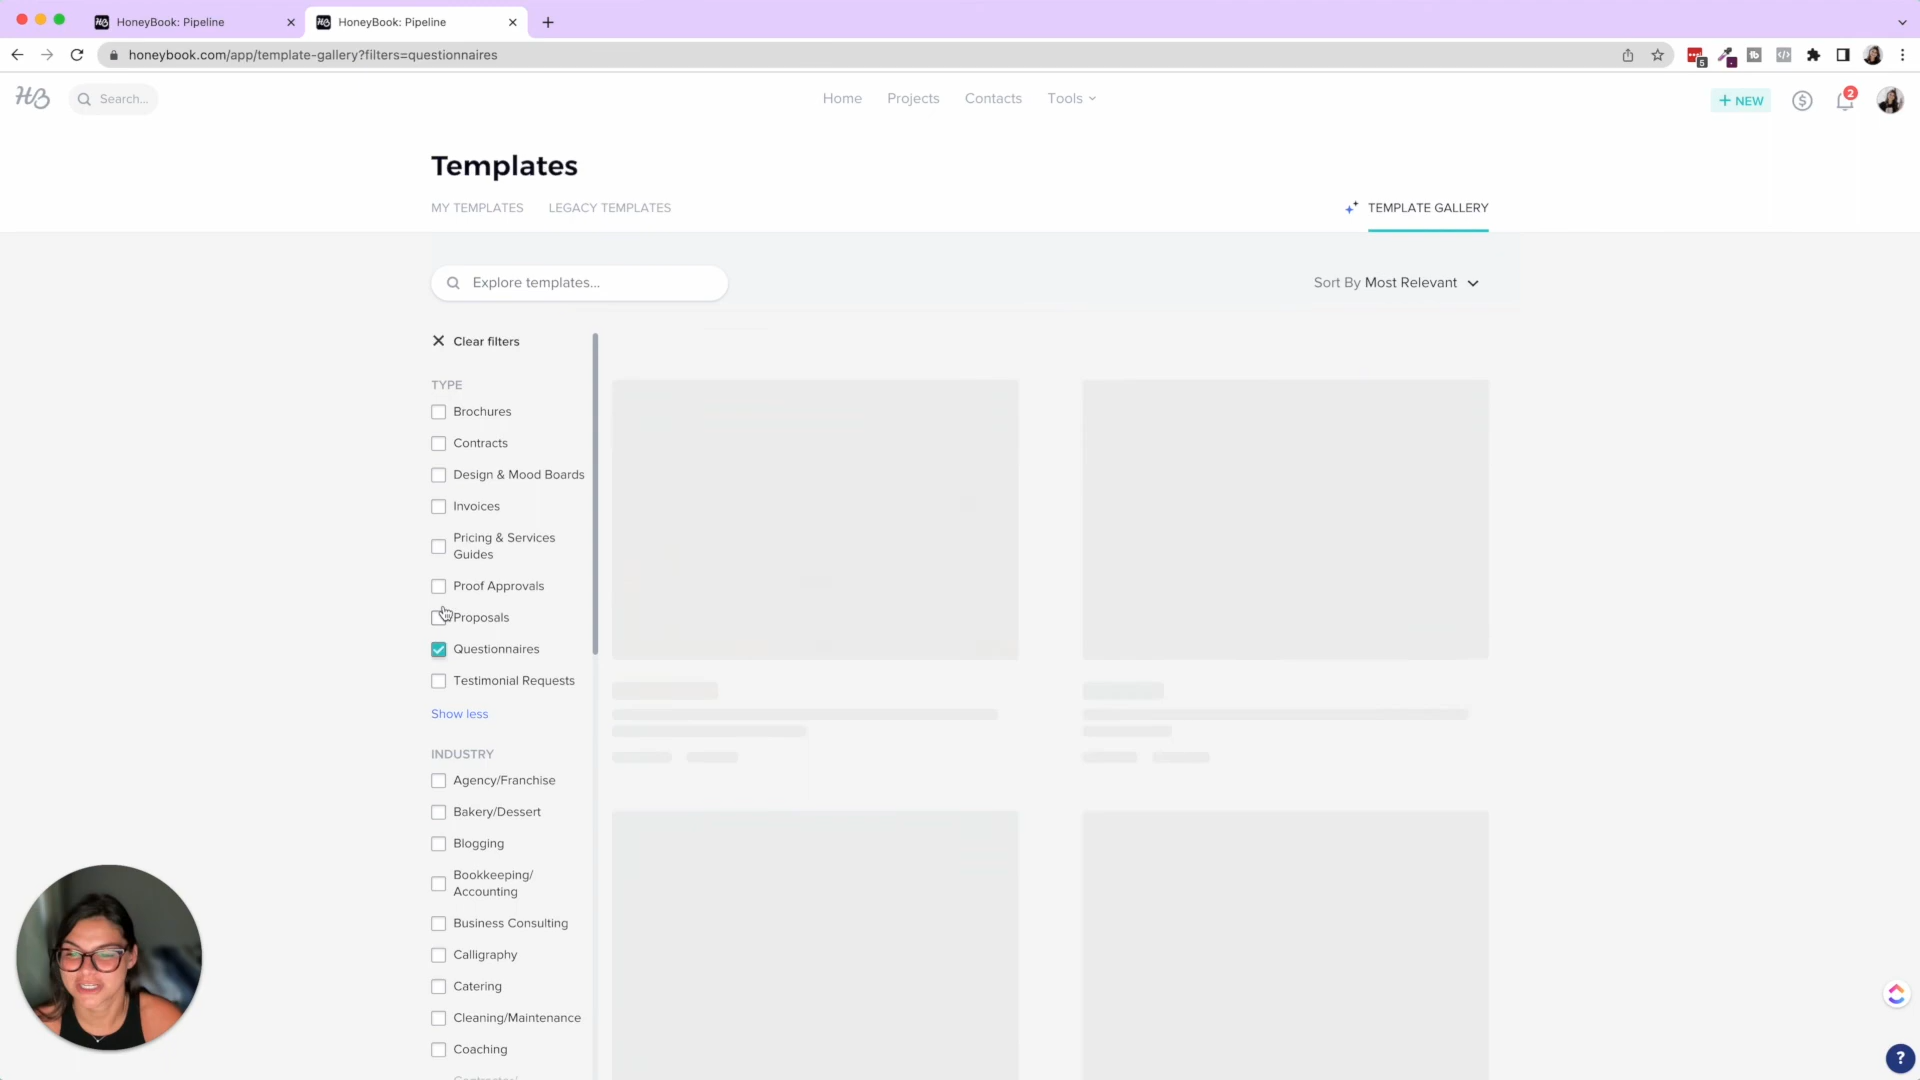 HoneyBook: Pipeline
HoneyBook: Pipeline
honeybook.com/app/template-gallery?filters=questionnaires
5
HB
Search...
Home
Projects
Contacts
Tools
+ NEW
2
Templates
MY TEMPLATES
LEGACY TEMPLATES
TEMPLATE GALLERY
Explore templates...
Sort By Most Relevant
Clear filters
TYPE
Brochures
Contracts
Design & Mood Boards
Invoices
Pricing & Services
Guides
Proof Approvals
Proposals
Questionnaires
Testimonial Requests
Show less
INDUSTRY
Agency/Franchise
Bakery/Dessert
Blogging
Bookkeeping/
Accounting
Business Consulting
Calligraphy
Catering
Cleaning/Maintenance
Coaching
?